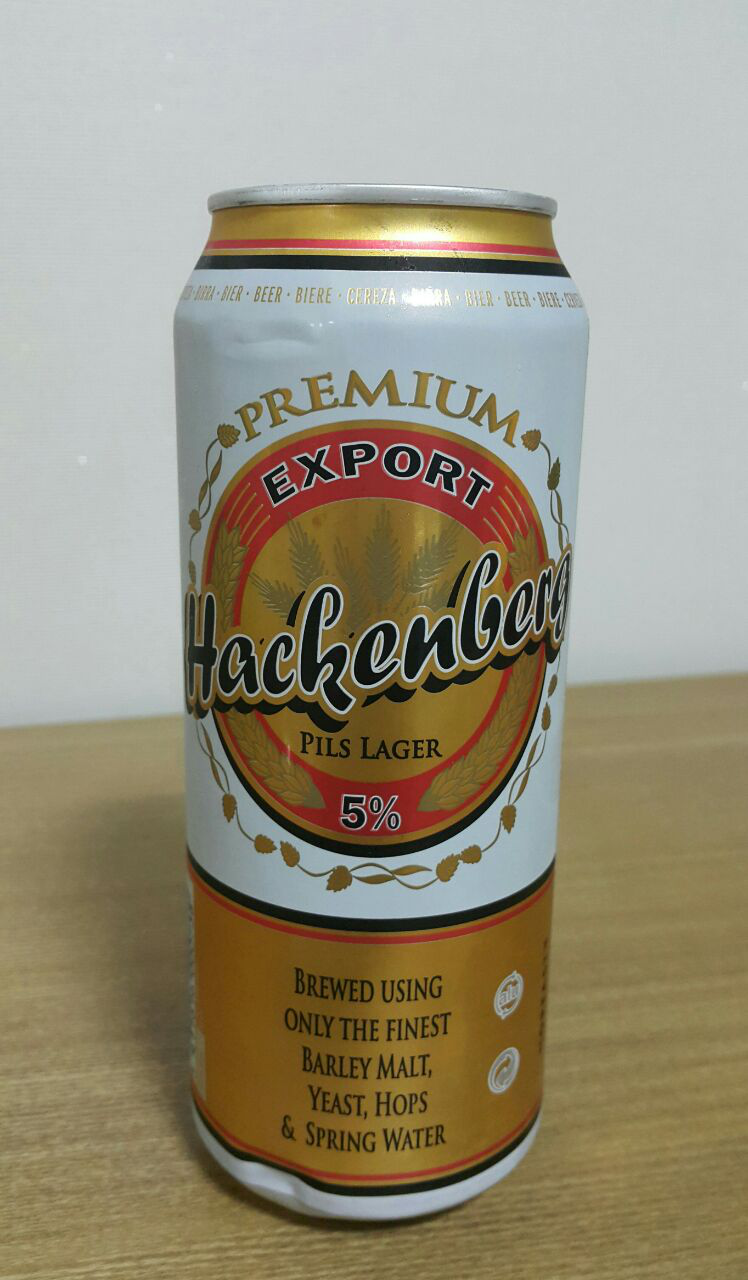 BIRRA · BIER · BEER · BIERE · CEREZA · BIRRA · BIER · BEER · BIERE ·
PREMIUM
EXPORT
Hackenberg
PILS LAGER
5%
BREWED USING
ONLY THE FINEST
BARLEY MALT,
YEAST, HOPS
& SPRING WATER
alu